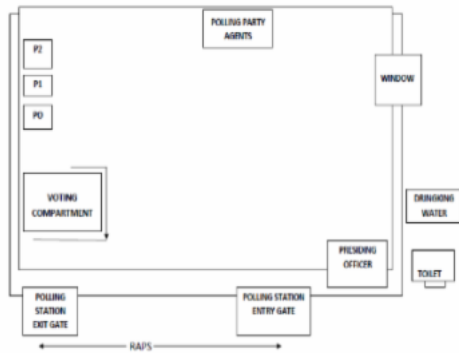 POLLING PARTY
AGENTS
P2
WINDOW
P1
PO
VOTING
COMPARTMENT
DRINGKING
WATER
PRESIDING
OFFICER
TOILET
POLLING
STATION
EXIT GATE
POLLING STATION
ENTRY GATE
RAPS